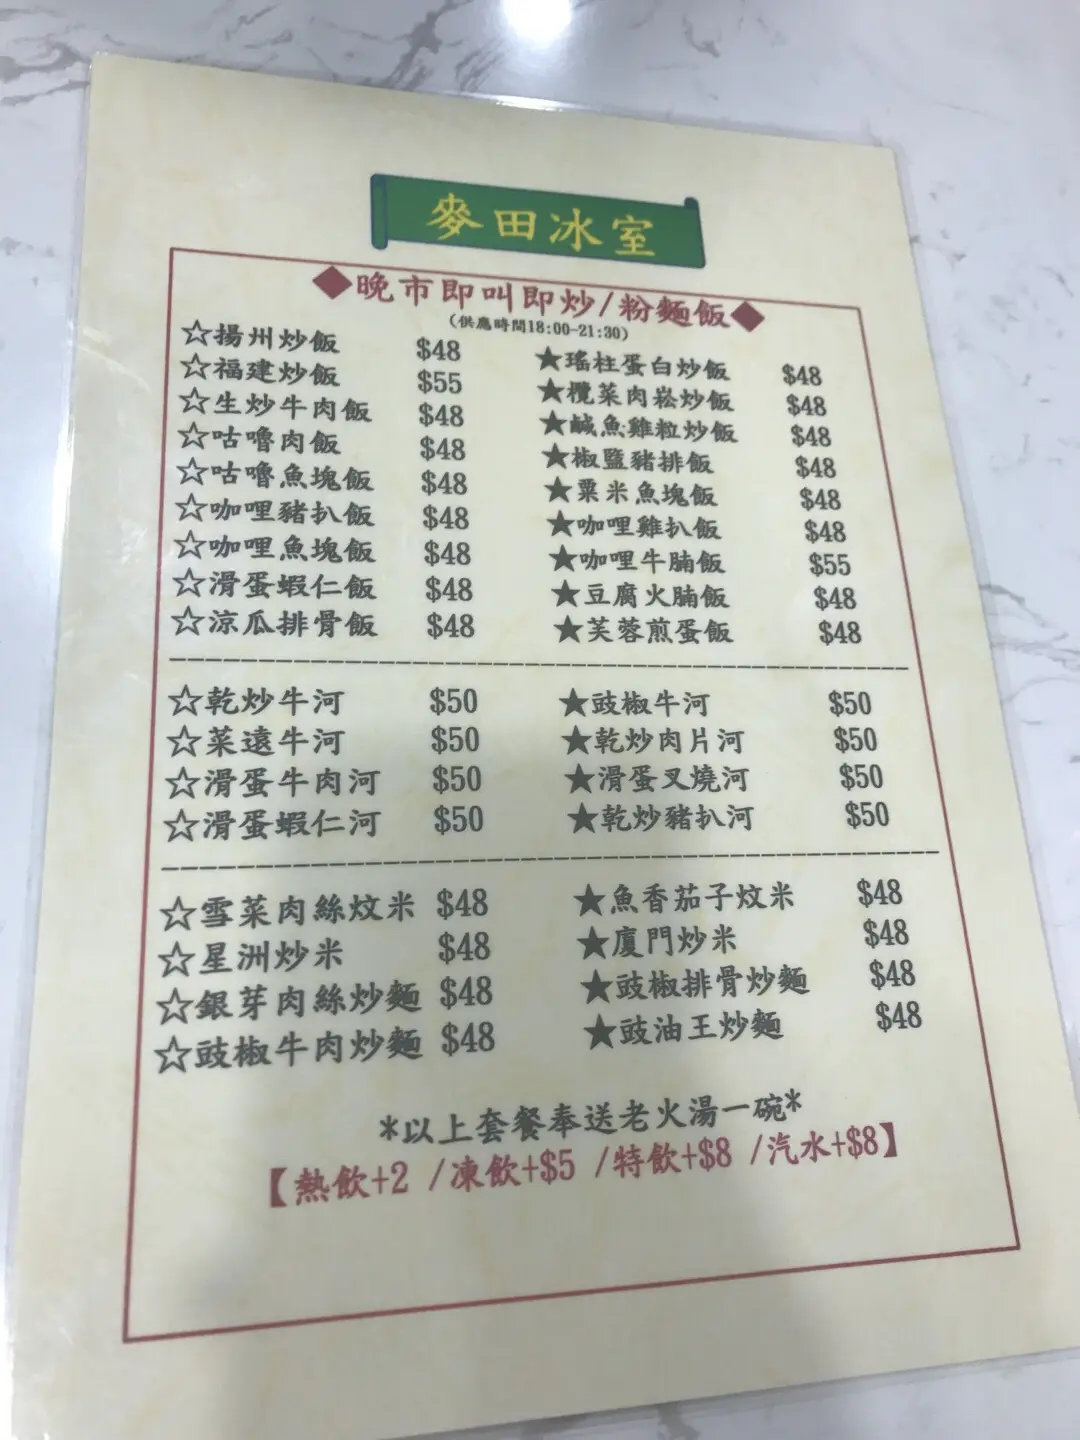 麥田冰室
◆晚市即叫即炒/粉麵飯◆
(供應時間18:00-21:30)
☆揚州炒飯 $48 ★瑤柱蛋白炒飯 $48
☆福建炒飯 $55 ★欖菜肉崧炒飯 $48
☆生炒牛肉飯 $48 ★鹹魚雞粒炒飯 $48
☆咕嚕肉飯 $48 ★椒鹽豬排飯 $48
☆咕嚕魚塊飯 $48 ★粟米魚塊飯 $48
☆咖哩豬扒飯 $48 ★咖哩雞扒飯 $48
☆咖哩魚塊飯 $48 ★咖哩牛腩飯 $55
☆滑蛋蝦仁飯 $48 ★豆腐火腩飯 $48
☆涼瓜排骨飯 $48 ★芙蓉煎蛋飯 $48
☆乾炒牛河 $50 ★豉椒牛河 $50
☆菜遠牛河 $50 ★乾炒肉片河 $50
☆滑蛋牛肉河 $50 ★滑蛋叉燒河 $50
☆滑蛋蝦仁河 $50 ★乾炒豬扒河 $50
☆雪菜肉絲炆米 $48 ★魚香茄子炆米 $48
☆星洲炒米 $48 ★廈門炒米 $48
☆銀芽肉絲炒麵 $48 ★豉椒排骨炒麵 $48
☆豉椒牛肉炒麵 $48 ★豉油王炒麵 $48
*以上套餐奉送老火湯一碗*
【熱飲+2 /凍飲+$5 /特飲+$8 /汽水+$8】